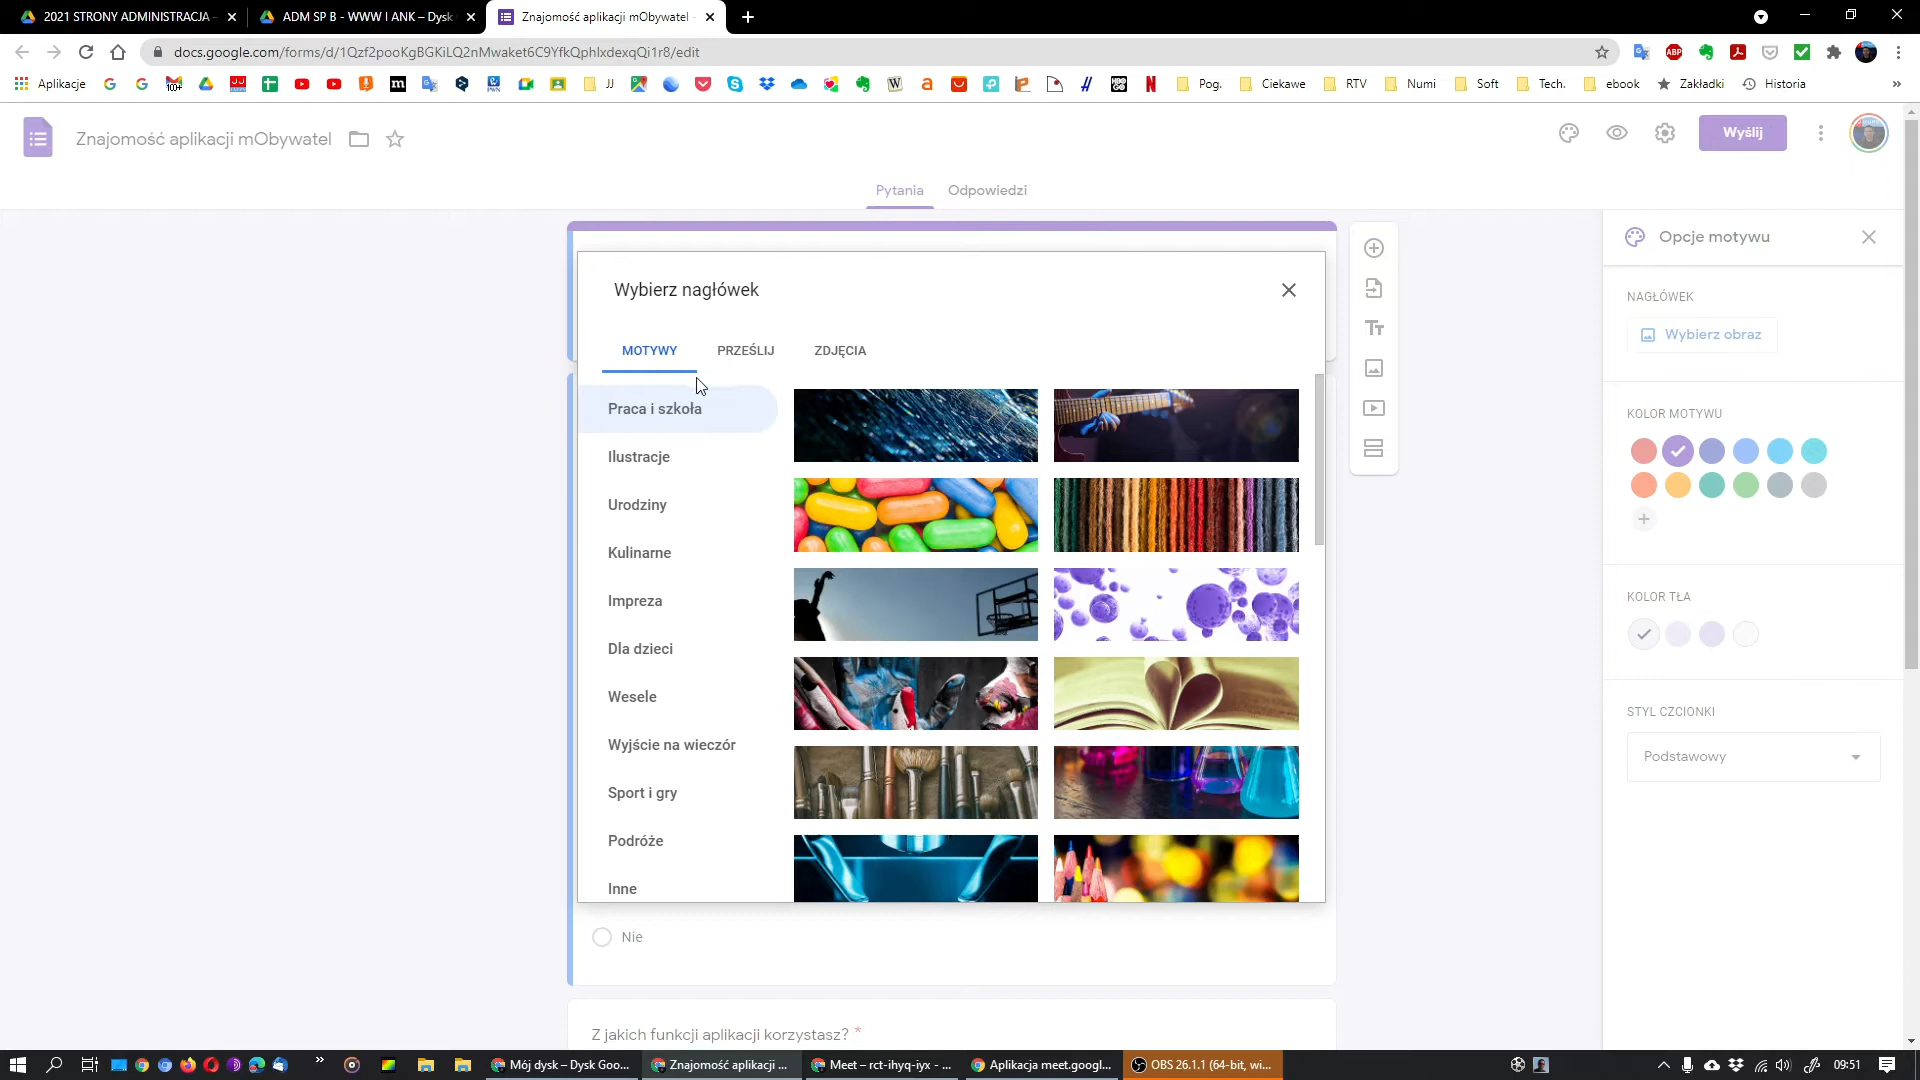 2021 STRONY ADMINISTRACJA -
ADM SP B - WWW I ANK – Dysk
Znajomość aplikacji mObywatel -
docs.google.com/forms/d/1Qzf2pooKgBGKiLQ2nMwaket6C9YfkQphlxdexqQi1r8/edit
ABP
Aplikacje
100+
JJ
Pog.
Ciekawe
RTV
Numi
Soft
Tech.
ebook
Zakładki
Historia
»
Znajomość aplikacji mObywatel
Wyślij
Pytania
Odpowiedzi
Opcje motywu
Wybierz nagłówek
NAGŁÓWEK
Wybierz obraz
MOTYWY
PRZEŚLIJ
ZDJĘCIA
Praca i szkoła
Ilustracje
Urodziny
Kulinarne
Impreza
Dla dzieci
Wesele
Wyjście na wieczór
Sport i gry
Podróże
Inne
KOLOR MOTYWU
KOLOR TŁA
STYL CZCIONKI
Podstawowy
Nie
Z jakich funkcji aplikacji korzystasz? *
Mój dysk – Dysk Goo...
Znajomość aplikacji ...
Meet – rct-ihyq-iyx - ...
Aplikacja meet.googl...
OBS 26.1.1 (64-bit, wi...
09:51